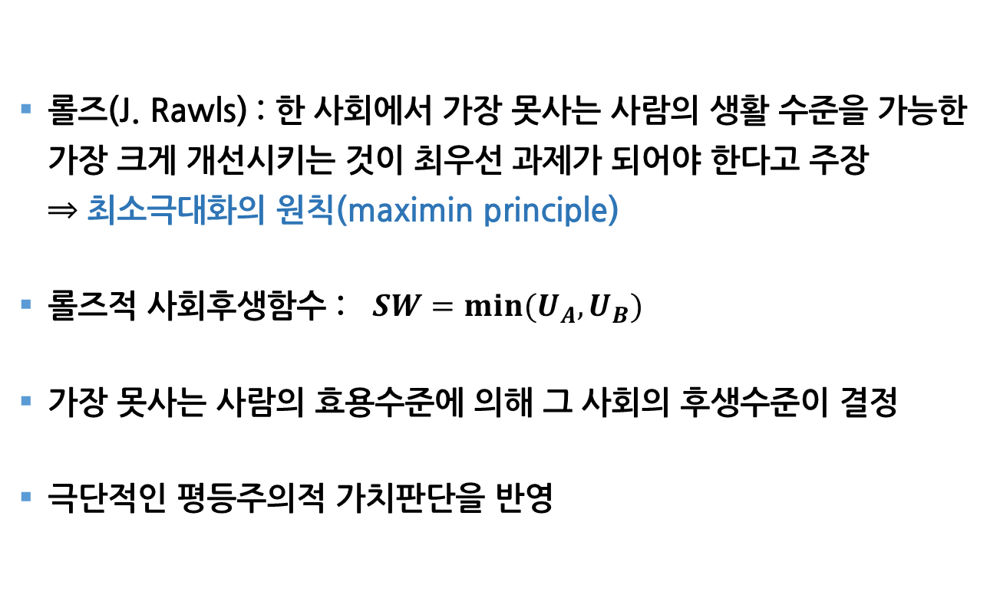 ▪ 롤즈(J. Rawls) : 한 사회에서 가장 못사는 사람의 생활 수준을 가능한
가장 크게 개선시키는 것이 최우선 과제가 되어야 한다고 주장
⇒ 최소극대화의 원칙(maximin principle)
▪ 롤즈적 사회후생함수 : SW = min(U_A, U_B)
▪ 가장 못사는 사람의 효용수준에 의해 그 사회의 후생수준이 결정
▪ 극단적인 평등주의적 가치판단을 반영